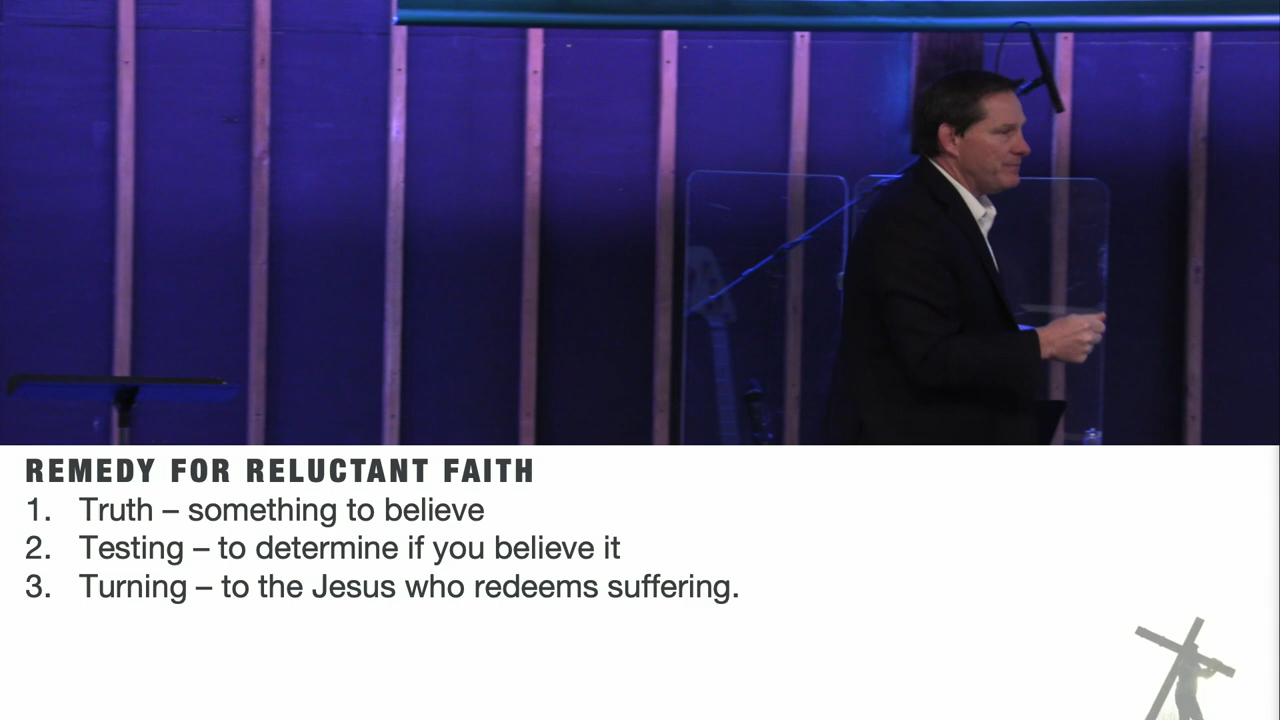 REMEDY FOR RELUCTANT FAITH
1. Truth – something to believe
2. Testing – to determine if you believe it
3. Turning – to the Jesus who redeems suffering.